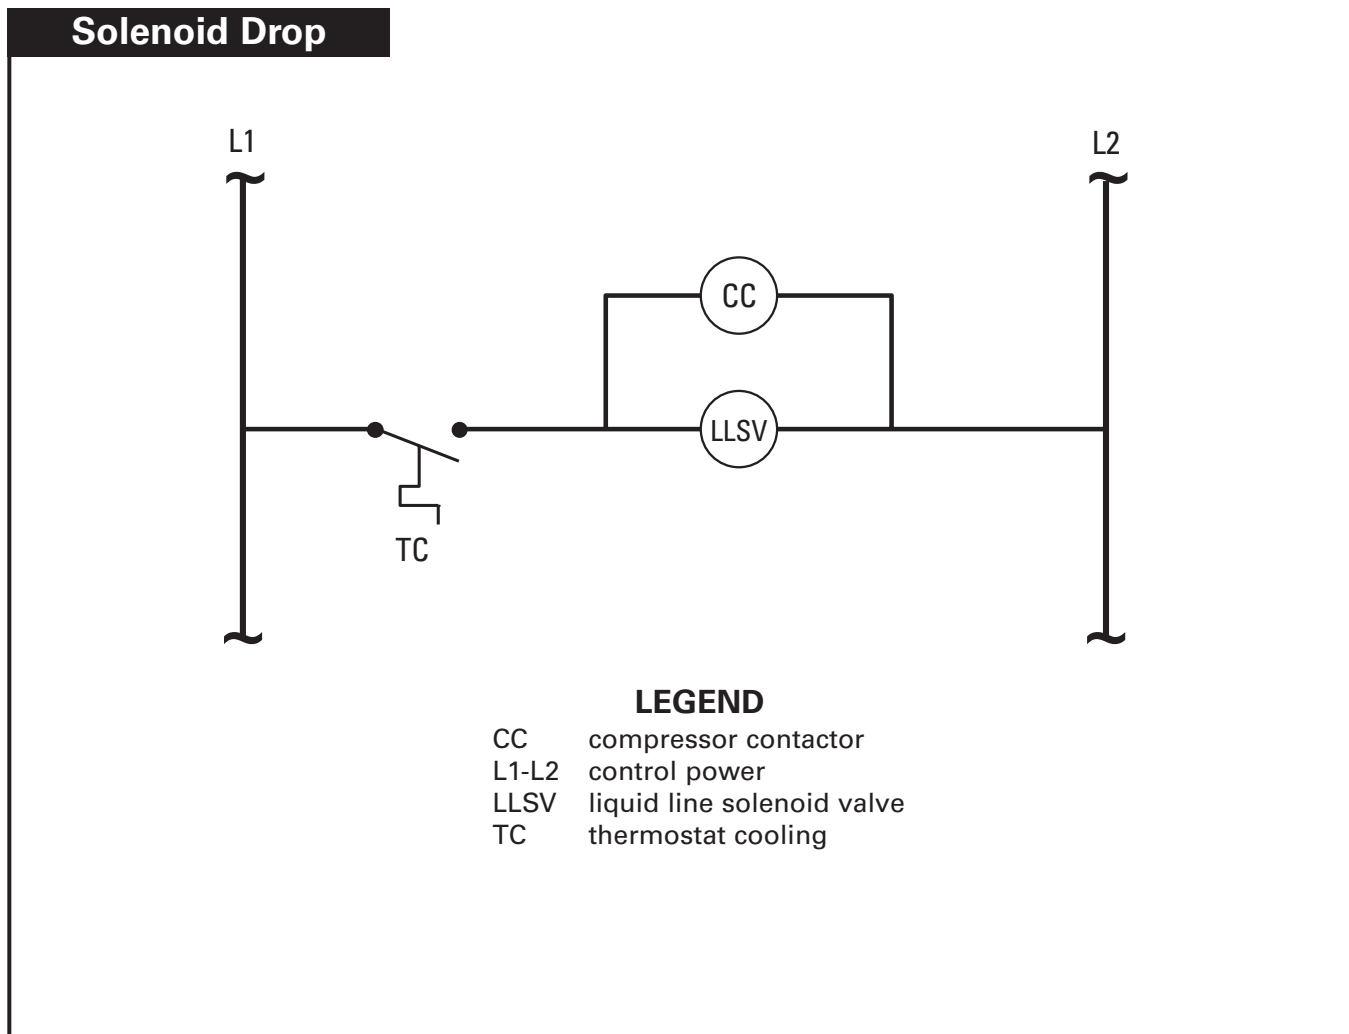 Solenoid Drop
L1
L2
CC
LLSV
TC
LEGEND
CC compressor contactor
L1-L2 control power
LLSV liquid line solenoid valve
TC thermostat cooling